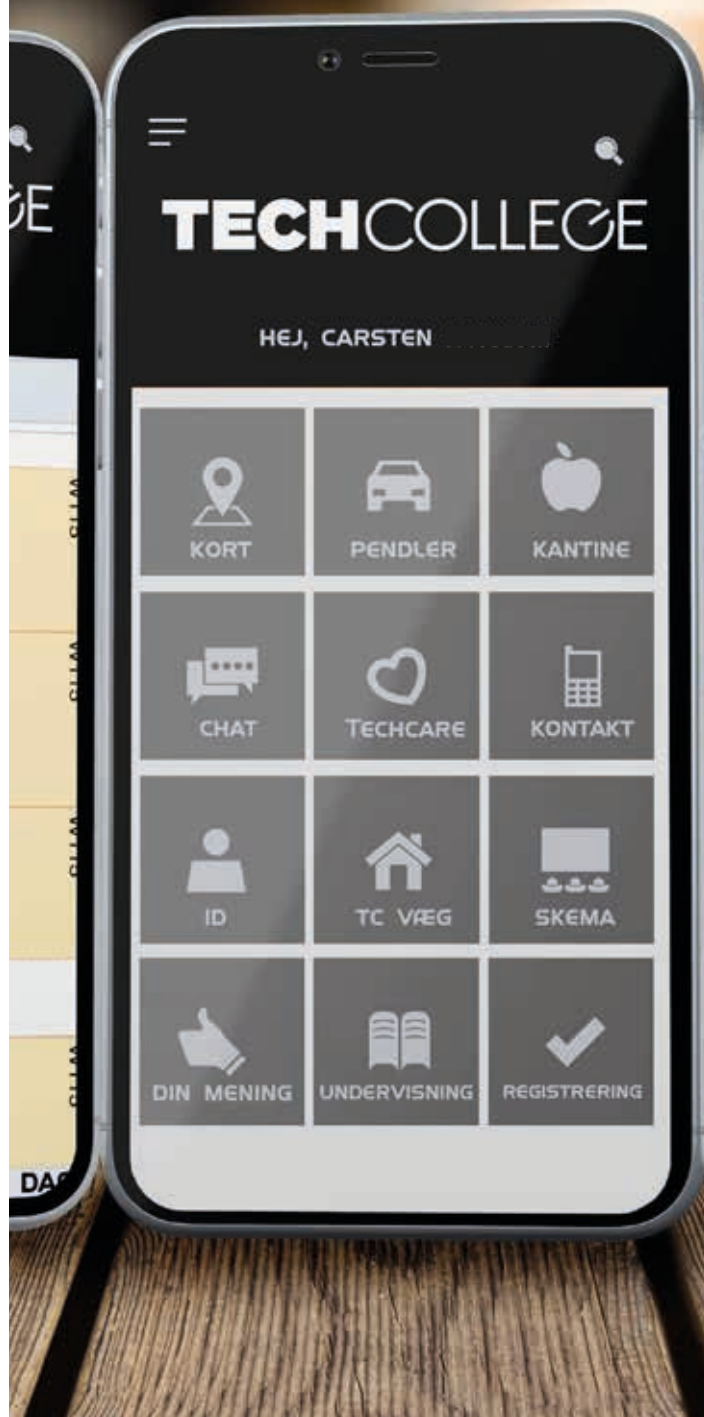 TECHCOLLEGE
HEJ, CARSTEN
KORT
PENDLER
KANTINE
CHAT
TECHCARE
KONTAKT
ID
TC VÆG
SKEMA
DIN MENING
UNDERVISNING
REGISTRERING